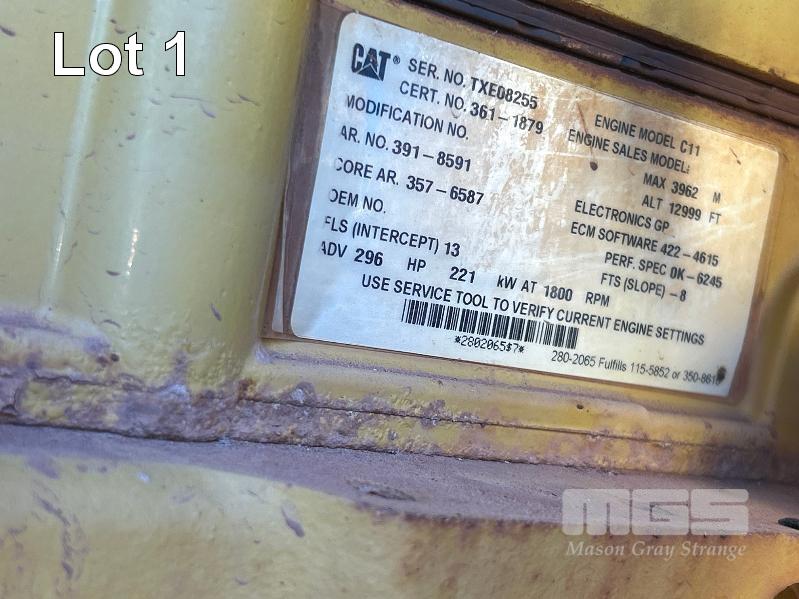 Lot 1
CAT® SER. NO. TXE08255
CERT. NO. 361-1879
MODIFICATION NO.
AR. NO. 391-8591
CORE AR. 357-6587
OEM NO.
FLS (INTERCEPT) 13
ADV 296 HP 221 kW AT 1800 RPM
ENGINE MODEL C11
ENGINE SALES MODEL:
MAX 3962 M
ALT 12999 FT
ELECTRONICS GP
ECM SOFTWARE 422-4615
PERF. SPEC 0K-6245
FTS (SLOPE) -8
USE SERVICE TOOL TO VERIFY CURRENT ENGINE SETTINGS
*2802065$7*
280-2065 Fulfills 115-5852 or
MGS
Mason Gray Strange